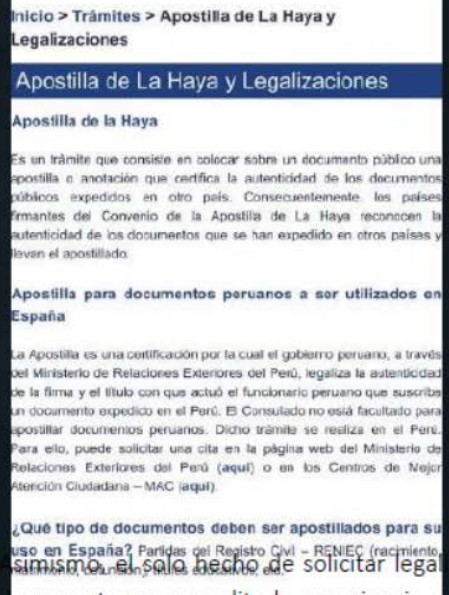 Inicio > Trámites > Apostilla de La Haya y
Legalizaciones
Apostilla de La Haya y Legalizaciones
Apostilla de la Haya
Es un trámite que consiste en colocar sobre un documento público una
apostilla o anotación que certifica la autenticidad de los documentos
públicos expedidos en otro país. Consecuentemente los países
firmantes del Convenio de la Apostilla de La Haya reconocen la
autenticidad de los documentos que se han expedido en otros países y
llevan el apostillado.
Apostilla para documentos peruanos a ser utilizados en
España
La Apostilla es una certificación por la cual el gobierno peruano, a través
del Ministerio de Relaciones Exteriores del Perú, legaliza la autenticidad
de la firma y el título con que actuó el funcionario peruano que suscriba
un documento expedido en el Perú. El Consulado no está facultado para
apostillar documentos peruanos. Dicho trámite se realiza en el Perú.
Para ello, puede solicitar una cita en la página web del Ministerio de
Relaciones Exteriores del Perú (aquí) o en los Centros de Mejor
Atención Ciudadana – MAC (aquí).
¿Qué tipo de documentos deben ser apostillados para su
uso en España? Partidas del Registro Civil – RENIEC (nacimiento,
matrimonio, defunción), títulos educativos, etc.
Asimismo, el solo hecho de solicitar legal